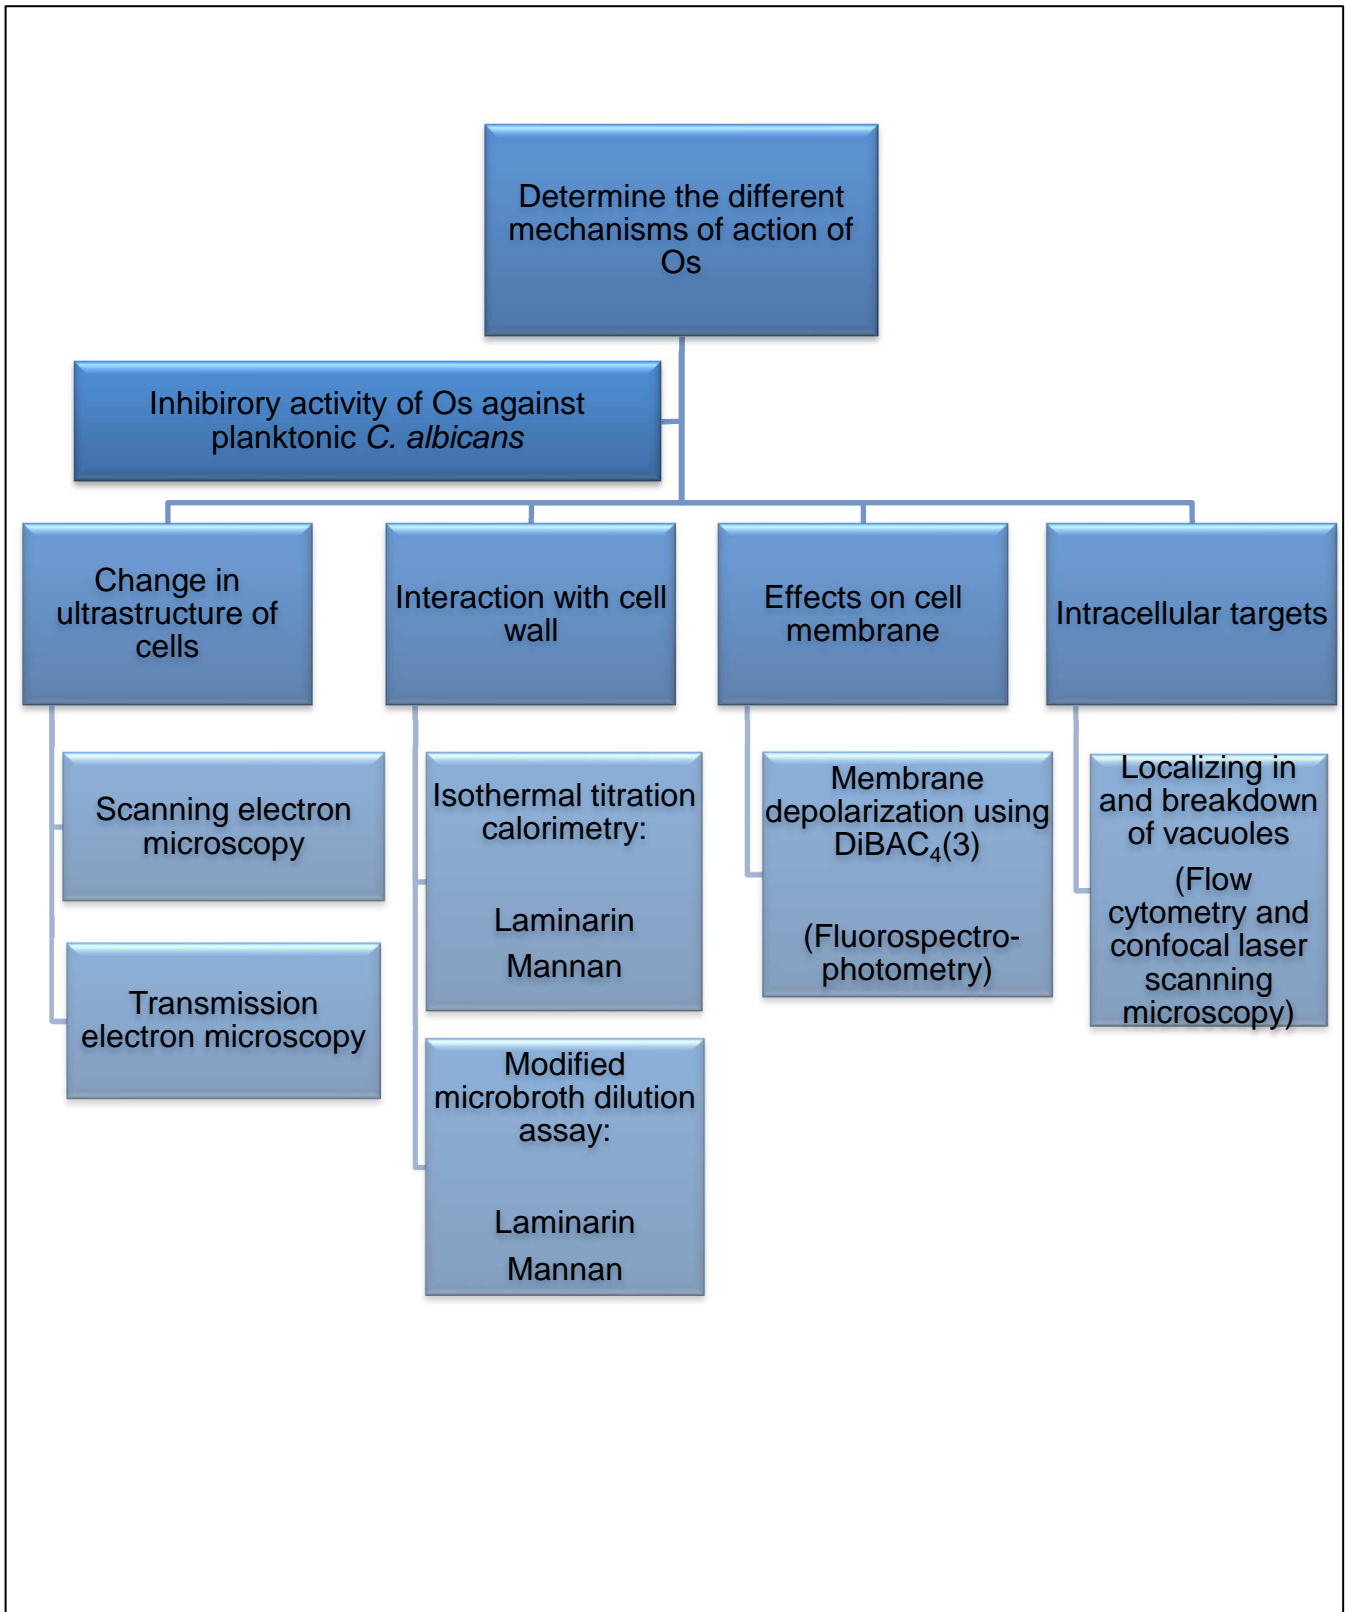 Determine the different
mechanisms of action of
Os
Inhibirory activity of Os against
planktonic C. albicans
Change in
ultrastructure of
cells
Scanning electron
microscopy
Transmission
electron microscopy
Interaction with cell
wall
Isothermal titration
calorimetry:
Laminarin
Mannan
Modified
microbroth dilution
assay:
Laminarin
Mannan
Effects on cell
membrane
Membrane
depolarization using
DiBAC₄(3)
(Fluorospectro-
photometry)
Intracellular targets
Localizing in
and breakdown
of vacuoles
(Flow
cytometry and
confocal laser
scanning
microscopy)